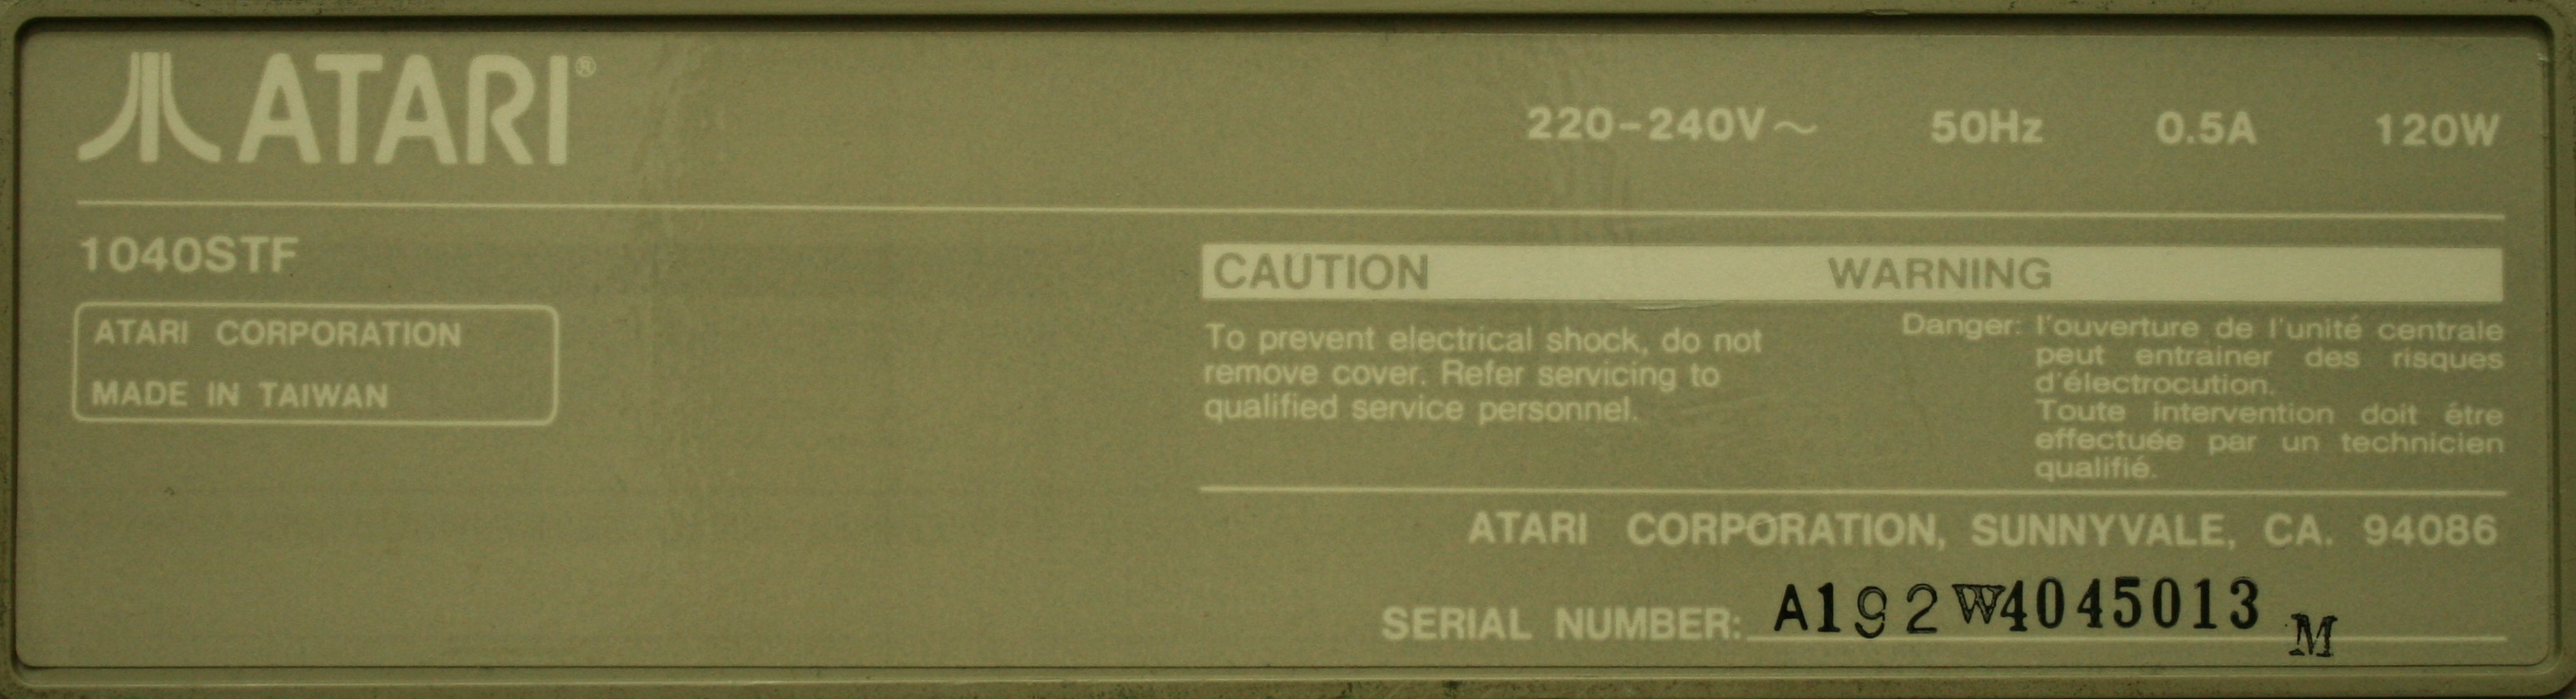 ATARI®
220-240V~ 50Hz 0.5A 120W
1040STF
ATARI CORPORATION
MADE IN TAIWAN
CAUTION WARNING
To prevent electrical shock, do not
remove cover. Refer servicing to
qualified service personnel.
Danger: l'ouverture de l'unité centrale
peut entrainer des risques
d'électrocution.
Toute intervention doit étre
effectuée par un technicien
qualifié.
ATARI CORPORATION, SUNNYVALE, CA. 94086
SERIAL NUMBER: A192W4045013 M